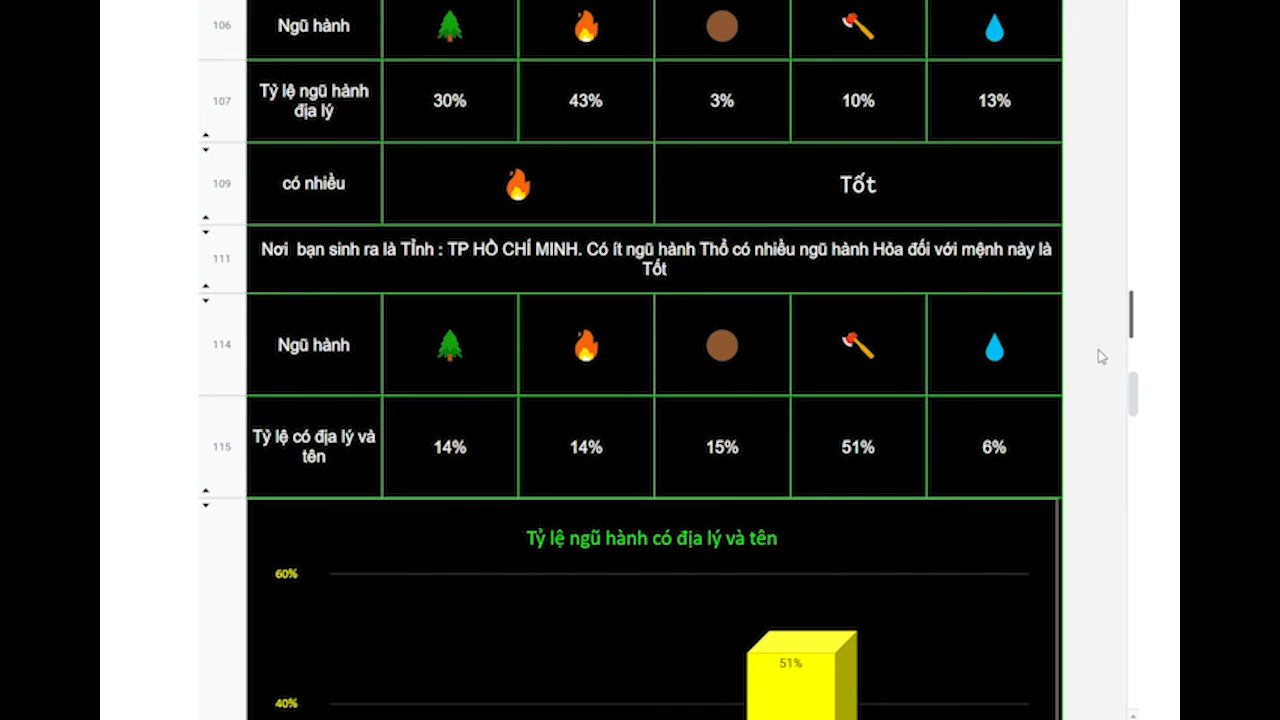 106 Ngũ hành
107 Tỷ lệ ngũ hành
địa lý
30% 43% 3% 10% 13%
109 có nhiều Tốt
111 Nơi bạn sinh ra là Tỉnh : TP HỒ CHÍ MINH. Có ít ngũ hành Thổ có nhiều ngũ hành Hỏa đối với mệnh này là
Tốt
114 Ngũ hành
115 Tỷ lệ có địa lý và
tên
14% 14% 15% 51% 6%
Tỷ lệ ngũ hành có địa lý và tên
60%
51%
40%